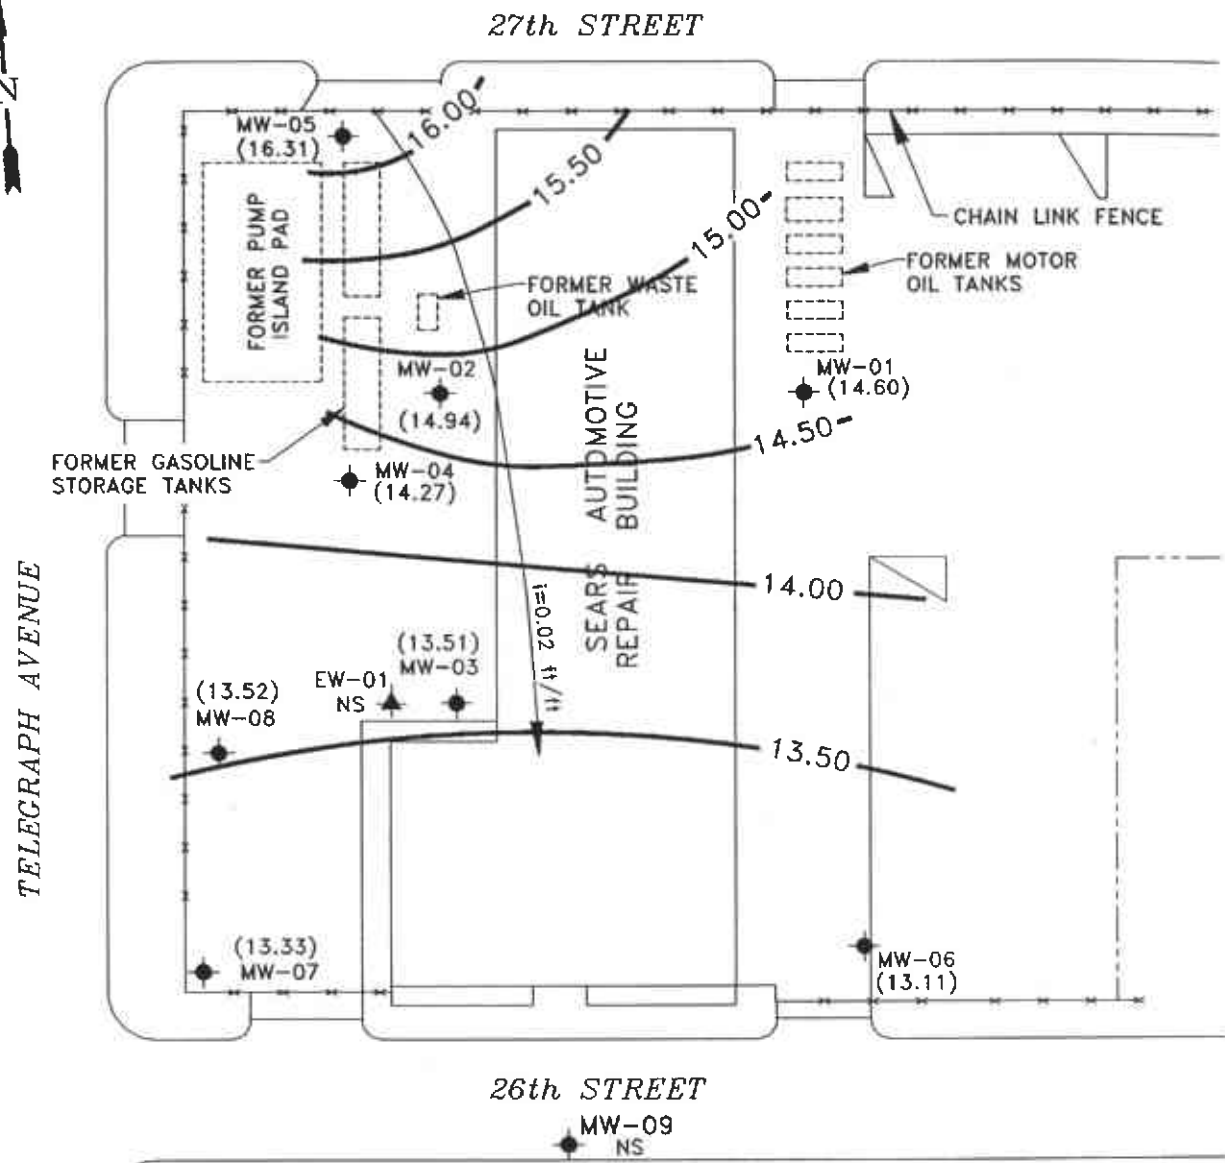 27th STREET
N
MW-05
(16.31)
16.00
15.50
15.00
FORMER PUMP
ISLAND PAD
CHAIN LINK FENCE
FORMER MOTOR
OIL TANKS
FORMER WASTE
OIL TANK
MW-02
(14.94)
MW-01
(14.60)
14.50
FORMER GASOLINE
STORAGE TANKS
MW-04
(14.27)
SEARS AUTOMOTIVE
REPAIR BUILDING
14.00
i=0.02 ft/ft
TELEGRAPH AVENUE
(13.51)
MW-03
EW-01
NS
(13.52)
MW-08
13.50
(13.33)
MW-07
MW-06
(13.11)
26th STREET
MW-09
NS